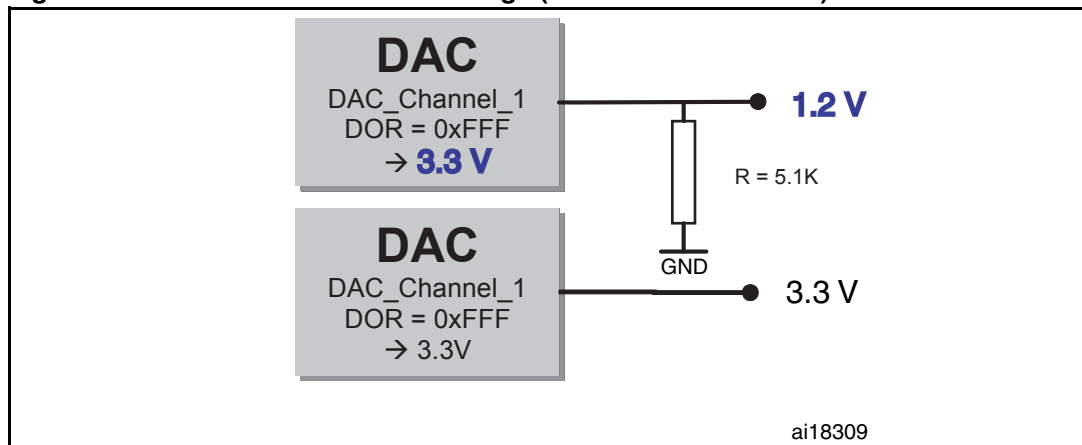 DAC
DAC_Channel_1
DOR = 0xFFF
→ 3.3 V
1.2 V
R = 5.1K
GND
DAC
DAC_Channel_1
DOR = 0xFFF
→ 3.3V
3.3 V
ai18309